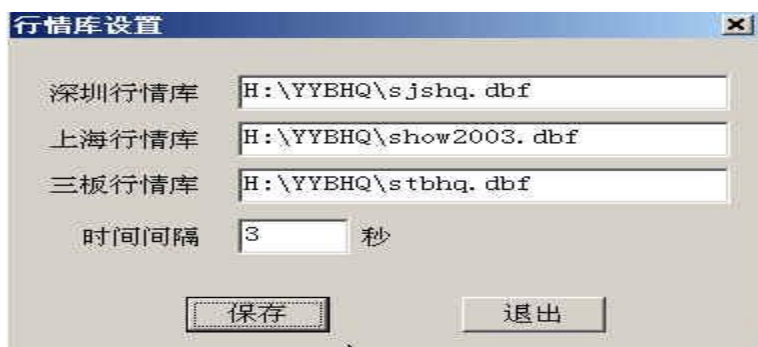 行情库设置
深圳行情库 H:\YYBHQ\sjshq.dbf
上海行情库 H:\YYBHQ\show2003.dbf
三板行情库 H:\YYBHQ\stbhq.dbf
时间间隔 3 秒
保存 退出